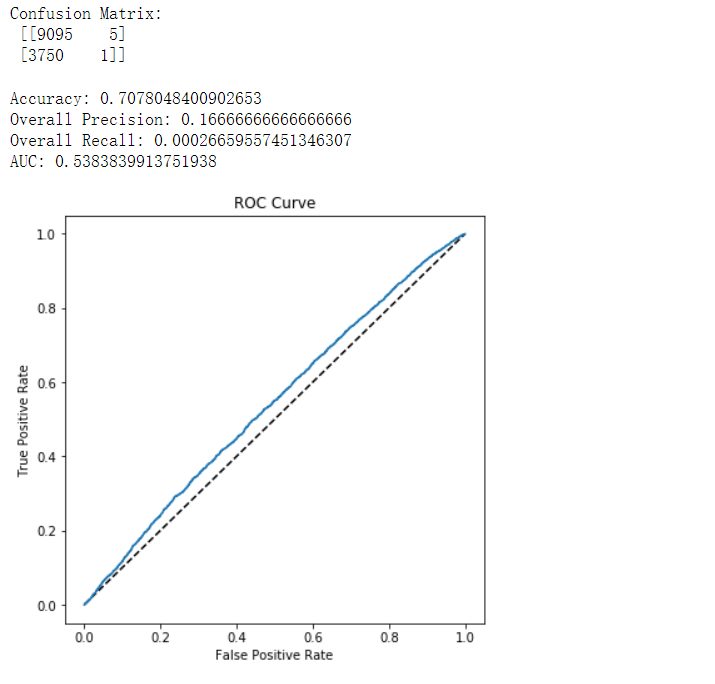 Confusion Matrix:
[[9095    5]
[3750    1]]
Accuracy: 0.7078048400902653
Overall Precision: 0.16666666666666666
Overall Recall: 0.00026659557451346307
AUC: 0.5383839913751938
ROC Curve
1.0
0.8
0.6
0.4
0.2
0.0
True Positive Rate
0.0 0.2 0.4 0.6 0.8 1.0
False Positive Rate